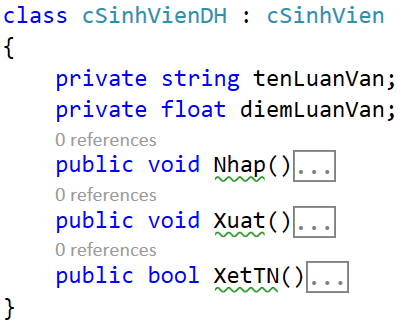 class cSinhVienDH : cSinhVien
{
private string tenLuanVan;
private float diemLuanVan;
0 references
public void Nhap()...
0 references
public void Xuat()...
0 references
public bool XetTN()...
}